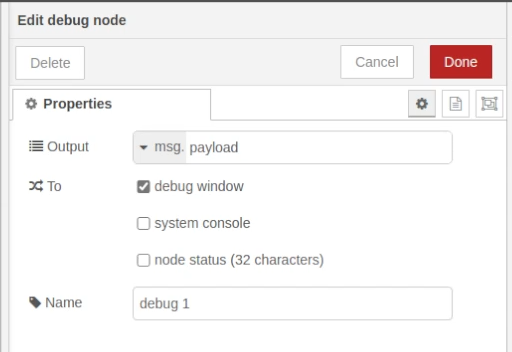 Edit debug node
Delete Cancel Done
Properties
Output msg. payload
To debug window
system console
node status (32 characters)
Name debug 1